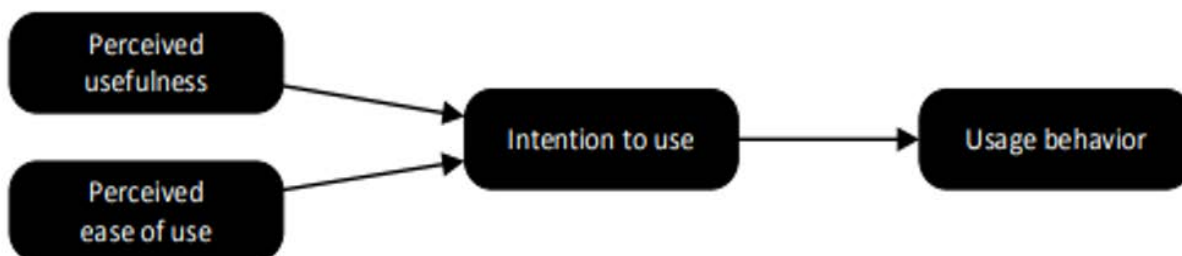 Perceived
usefulness
Perceived
ease of use
Intention to use
Usage behavior